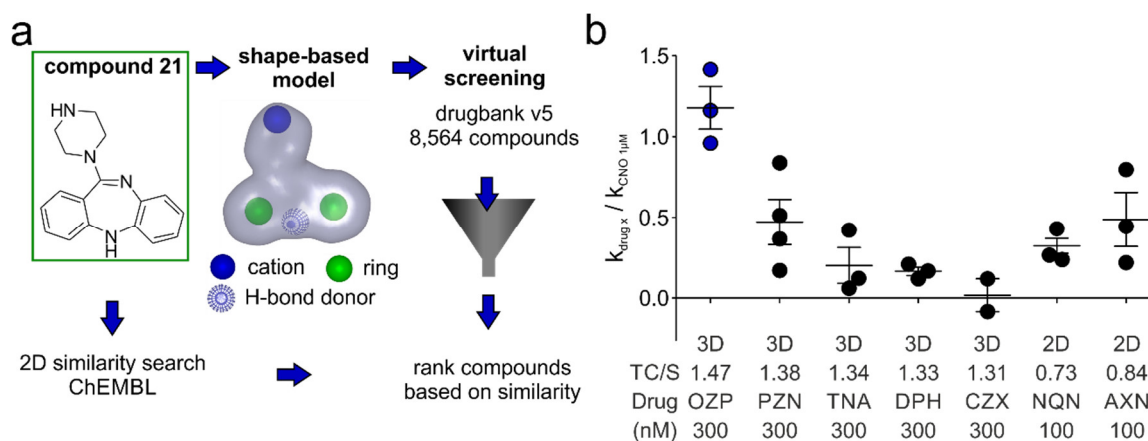 a
compound 21
HN
N
N
N
H
shape-based
model
virtual
screening
drugbank v5
8,564 compounds
cation
ring
H-bond donor
2D similarity search
ChEMBL
rank compounds
based on similarity
b
k drug x / k CNO 1µM
1.5
1.0
0.5
0.0
3D 3D 3D 3D 3D 2D 2D
TC/S 1.47 1.38 1.34 1.33 1.31 0.73 0.84
Drug OZP PZN TNA DPH CZX NQN AXN
(nM) 300 300 300 300 300 100 100